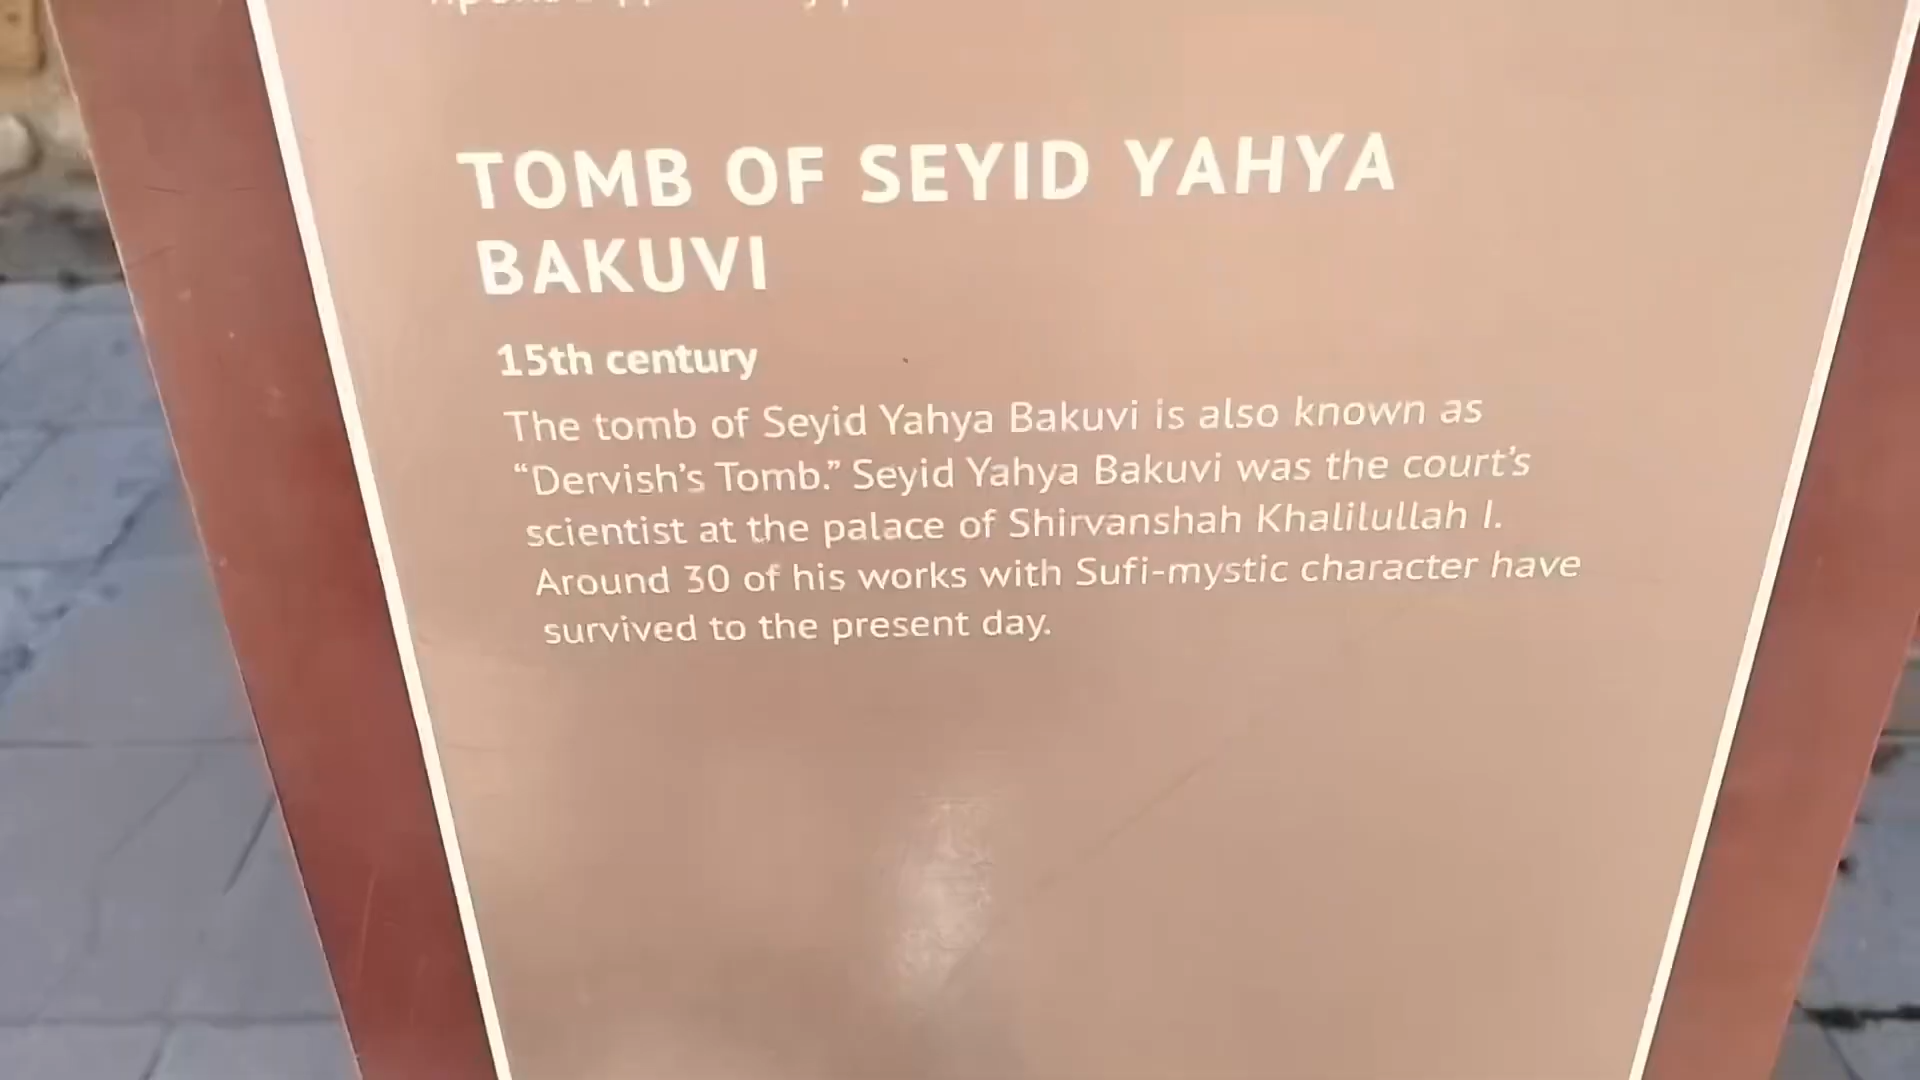 TOMB OF SEYID YAHYA
BAKUVI
15th century
The tomb of Seyid Yahya Bakuvi is also known as
“Dervish’s Tomb.” Seyid Yahya Bakuvi was the court’s
scientist at the palace of Shirvanshah Khalilullah I.
Around 30 of his works with Sufi-mystic character have
survived to the present day.